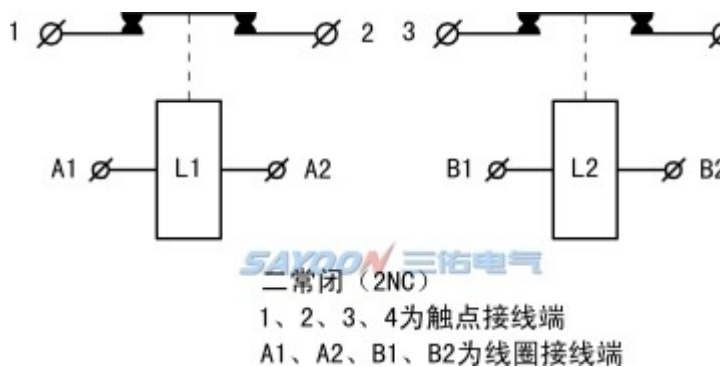 1 2 3
A1 L1 A2 B1 L2 B2
SAYOON 三佑电气
二常闭（2NC）
1、2、3、4为触点接线端
A1、A2、B1、B2为线圈接线端